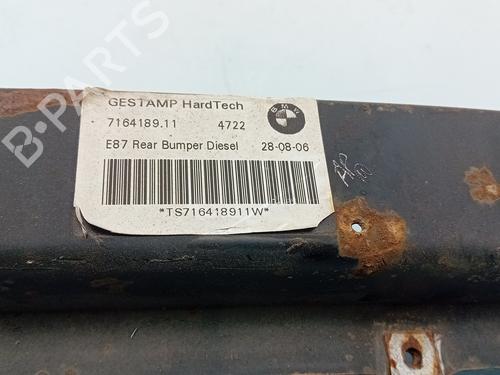 GESTAMP HardTech
BMW
7164189.11 4722
E87 Rear Bumper Diesel 28-08-06
*TS716418911W*
B-PARTS